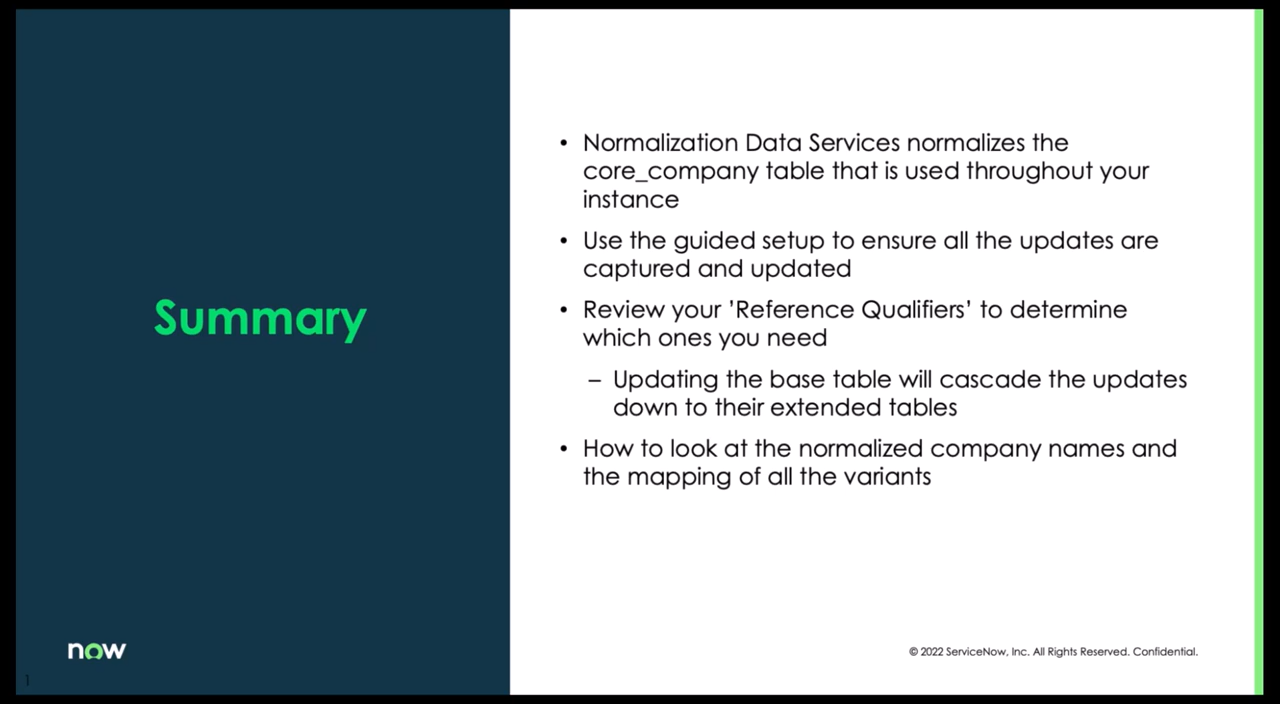 Summary
• Normalization Data Services normalizes the
core_company table that is used throughout your
instance
• Use the guided setup to ensure all the updates are
captured and updated
• Review your ’Reference Qualifiers’ to determine
which ones you need
– Updating the base table will cascade the updates
down to their extended tables
• How to look at the normalized company names and
the mapping of all the variants
now
© 2022 ServiceNow, Inc. All Rights Reserved. Confidential.
1